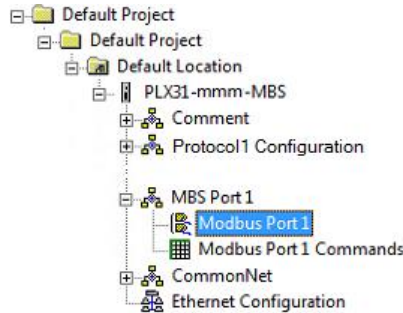 Default Project
Default Project
Default Location
PLX31-mmm-MBS
Comment
Protocol1 Configuration
MBS Port 1
Modbus Port 1
Modbus Port 1 Commands
CommonNet
Ethernet Configuration